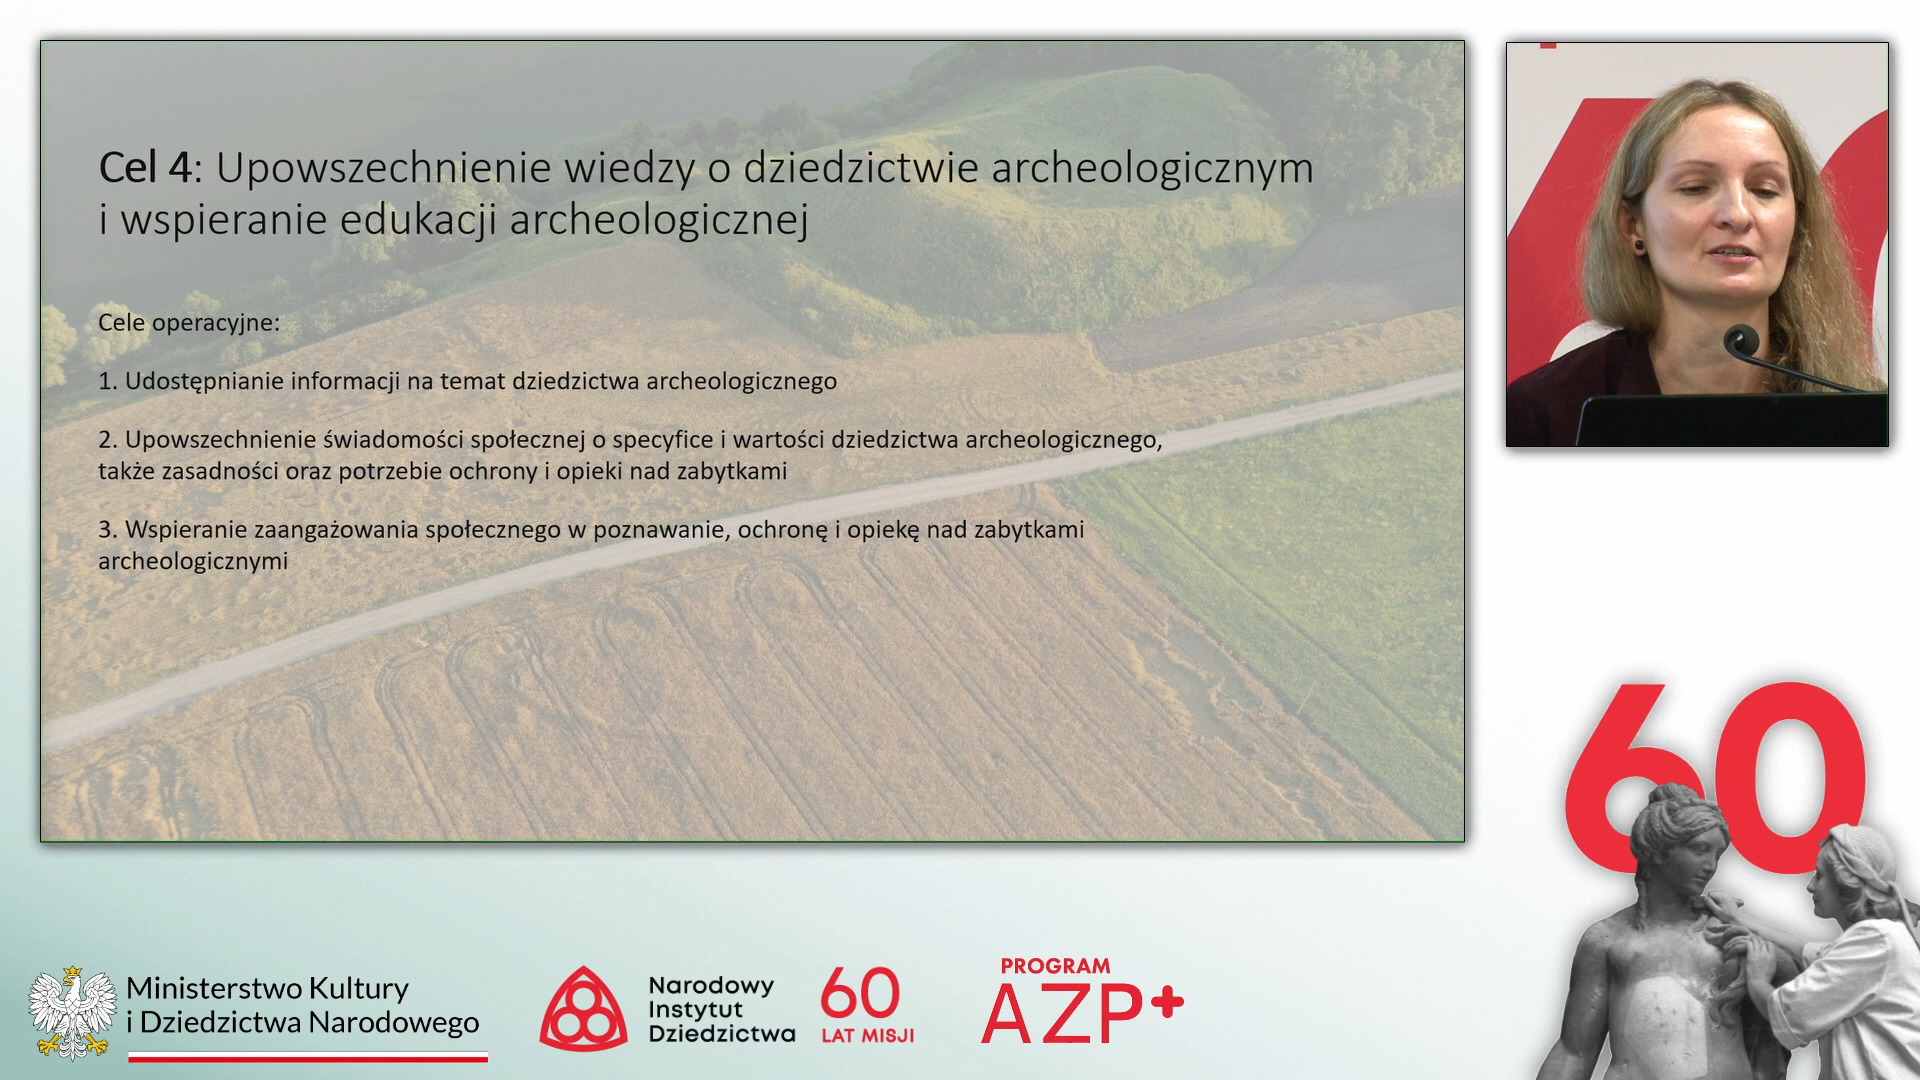 Cel 4: Upowszechnienie wiedzy o dziedzictwie archeologicznym
i wspieranie edukacji archeologicznej
Cele operacyjne:
1. Udostępnianie informacji na temat dziedzictwa archeologicznego
2. Upowszechnienie świadomości społecznej o specyfice i wartości dziedzictwa archeologicznego,
także zasadności oraz potrzebie ochrony i opieki nad zabytkami
3. Wspieranie zaangażowania społecznego w poznawanie, ochronę i opiekę nad zabytkami
archeologicznymi
60
Ministerstwo Kultury
i Dziedzictwa Narodowego
Narodowy
Instytut
Dziedzictwa
60
LAT MISJI
PROGRAM
AZP+